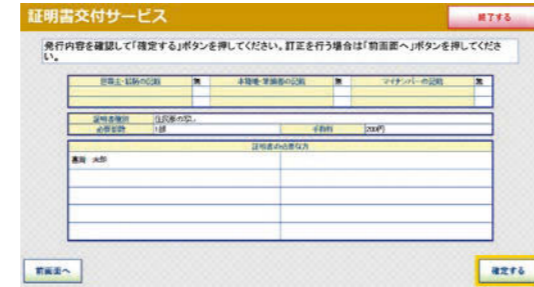 証明書交付サービス
終了する
発行内容を確認して「確定する」ボタンを押してください。訂正を行う場合は「前画面へ」ボタンを押してください。
世帯主・続柄の記載 無 本籍地・筆頭者の記載 無 マイナンバーの記載 無
証明書種別 住民票の写し
必要部数 1部 手数料 200円
証明書の必要な方
太郎
前画面へ
確定する